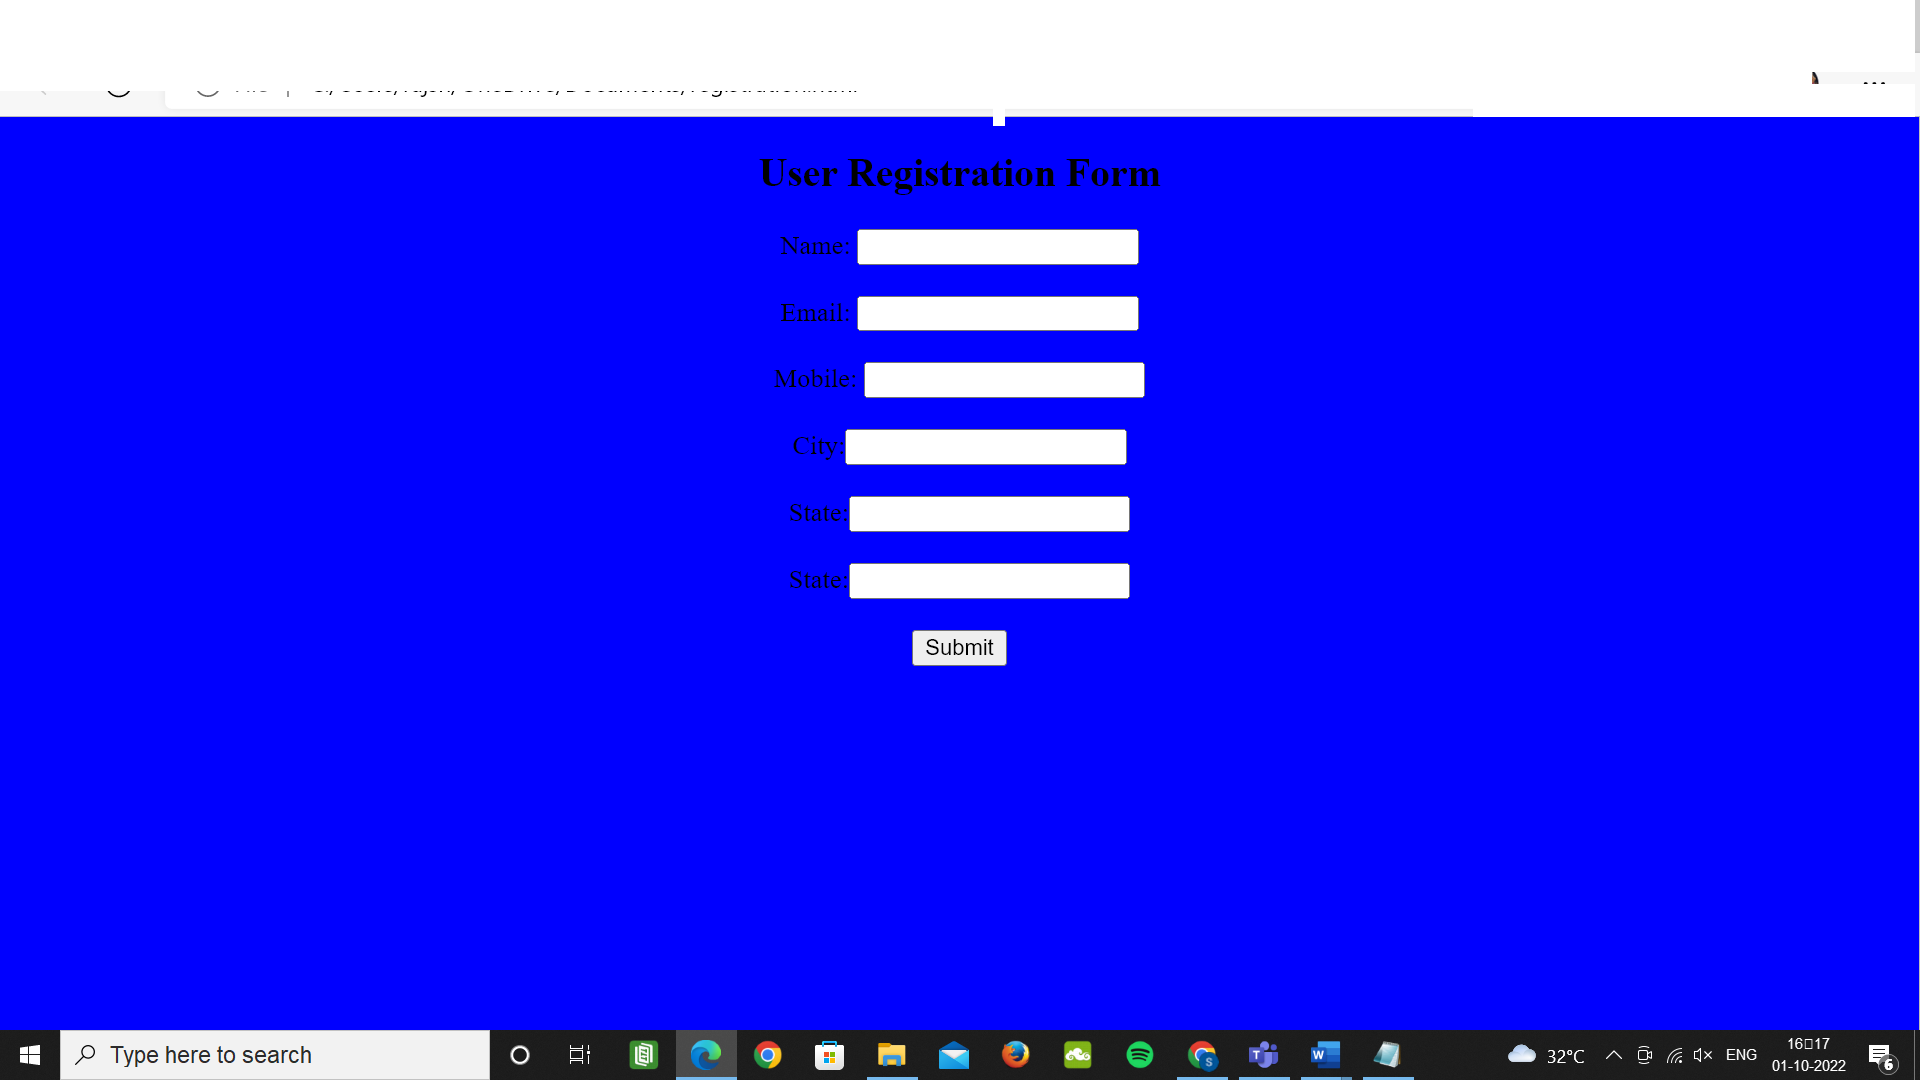 User Registration Form
Name:
Email:
Mobile:
City:
State:
State:
Submit
Type here to search
32°C
ENG
16:17
01-10-2022
6